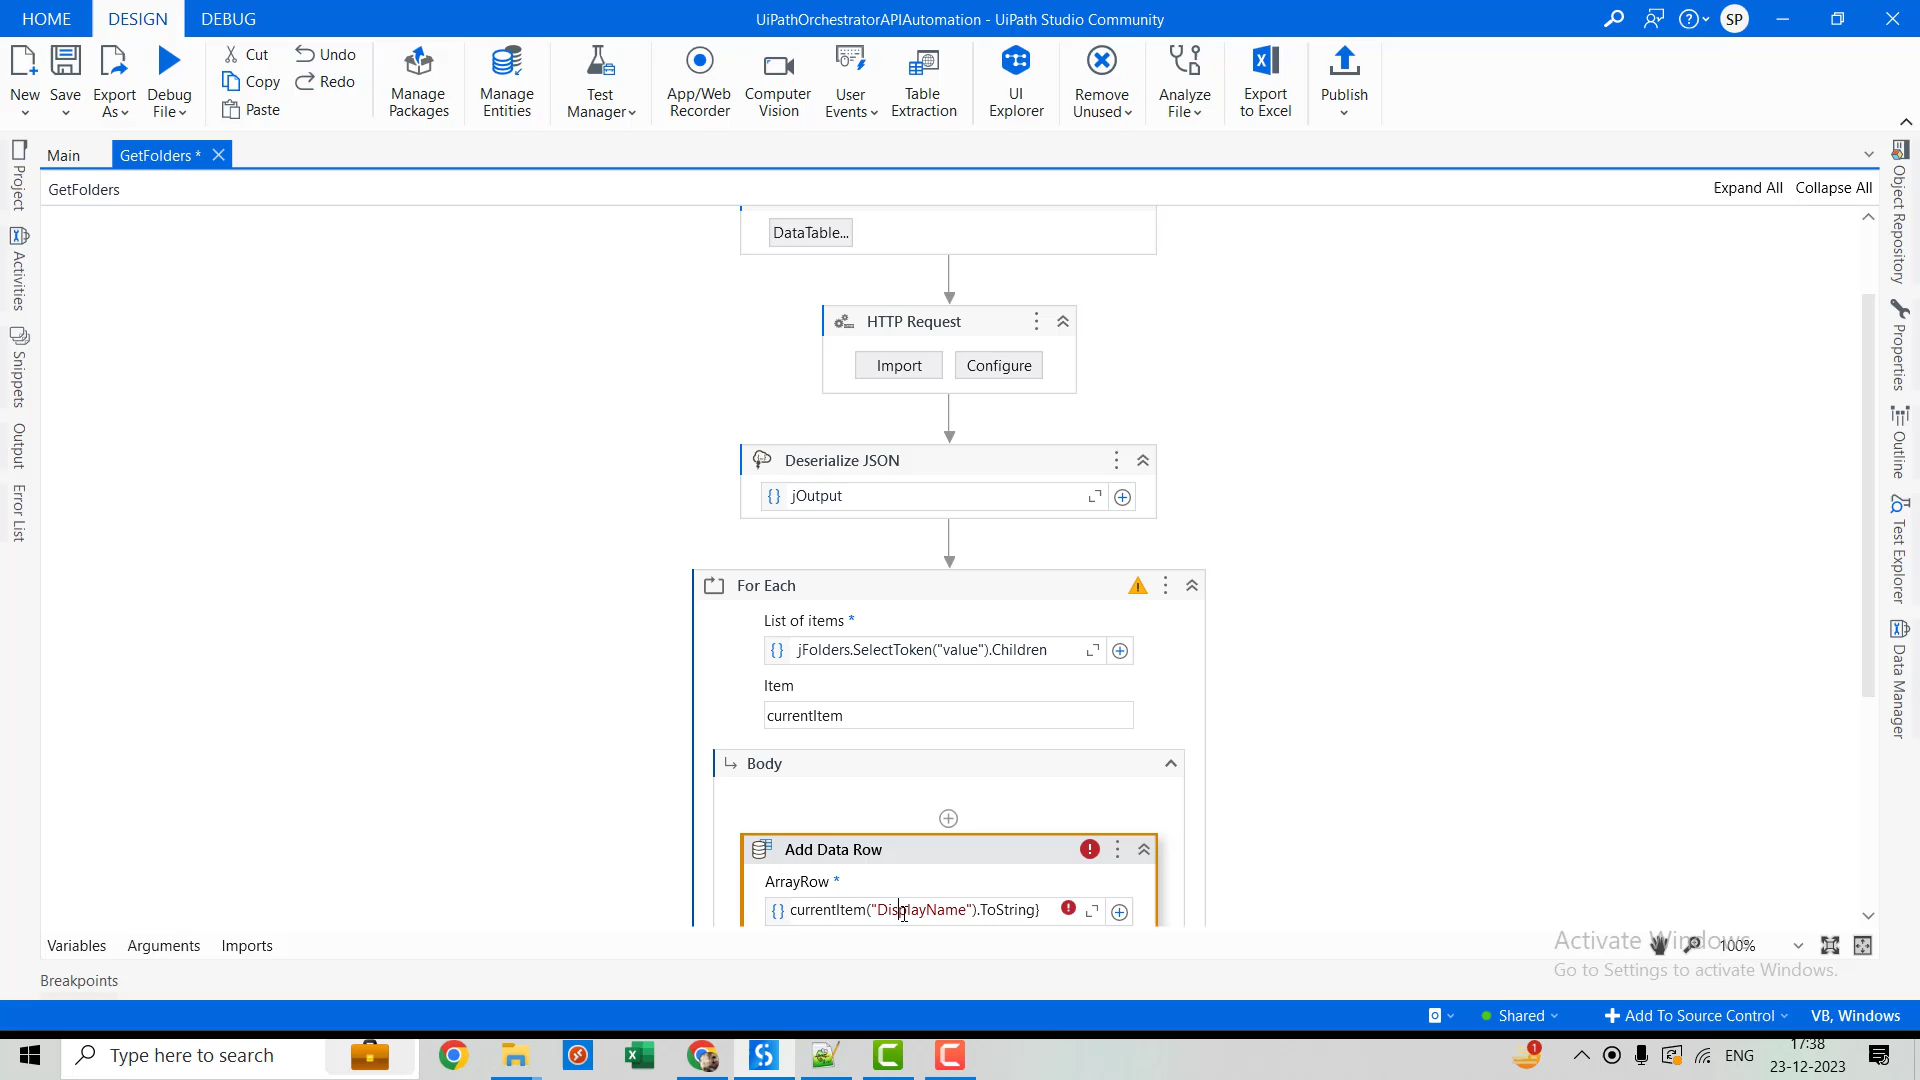 HOME
DESIGN
DEBUG
UiPathOrchestratorAPIAutomation - UiPath Studio Community
SP
New
Save
Export As
Debug File
Cut
Copy
Paste
Undo
Redo
Manage Packages
Manage Entities
Test Manager
App/Web Recorder
Computer Vision
User Events
Table Extraction
UI Explorer
Remove Unused
Analyze File
Export to Excel
Publish
Main
GetFolders *
GetFolders
Expand All
Collapse All
Project
Activities
Snippets
Output
Error List
Object Repository
Properties
Outline
Test Explorer
Data Manager
DataTable...
HTTP Request
Import
Configure
Deserialize JSON
{} jOutput
For Each
List of items *
{} jFolders.SelectToken("value").Children
Item
currentItem
Body
Add Data Row
ArrayRow *
{} currentItem("DisplayName").ToString}
Variables
Arguments
Imports
100%
Activate Windows
Go to Settings to activate Windows.
Breakpoints
Shared
Add To Source Control
VB, Windows
Type here to search
1
ENG
17:38
23-12-2023